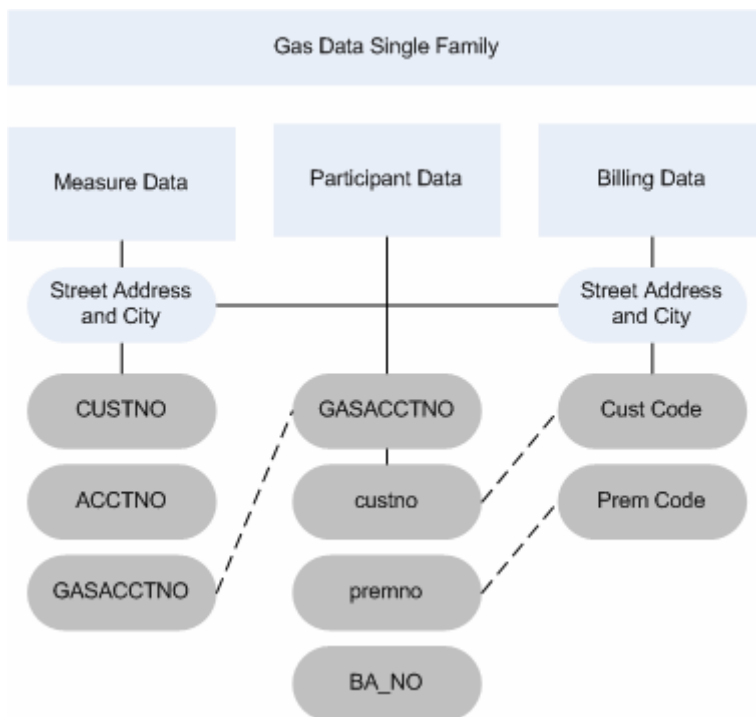 Gas Data Single Family
Measure Data
Participant Data
Billing Data
Street Address
and City
Street Address
and City
CUSTNO
GASACCTNO
Cust Code
ACCTNO
custno
Prem Code
GASACCTNO
premno
BA_NO